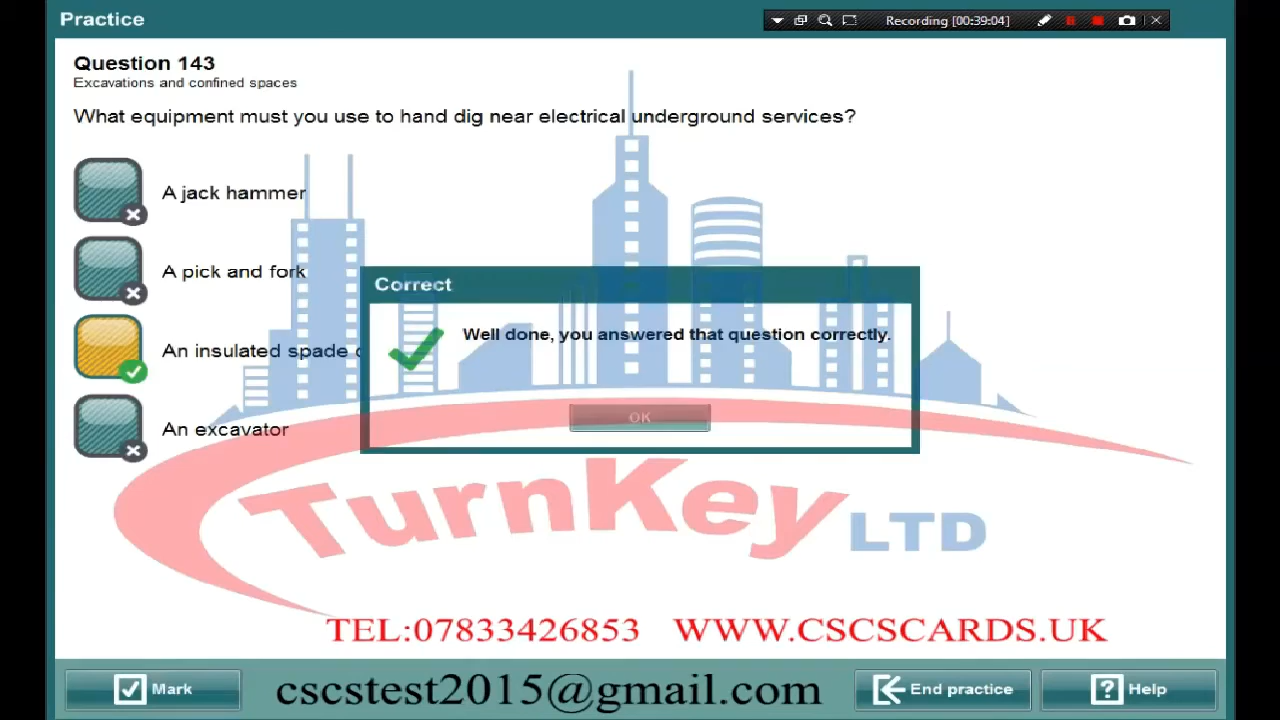 Practice
Recording [00:39:04]
Question 143
Excavations and confined spaces
What equipment must you use to hand dig near electrical underground services?
A jack hammer
A pick and fork
An insulated spade
An excavator
Correct
Well done, you answered that question correctly.
OK
TurnKey LTD
TEL:07833426853 WWW.CSCSCARDS.UK
Mark
cscstest2015@gmail.com
End practice
Help